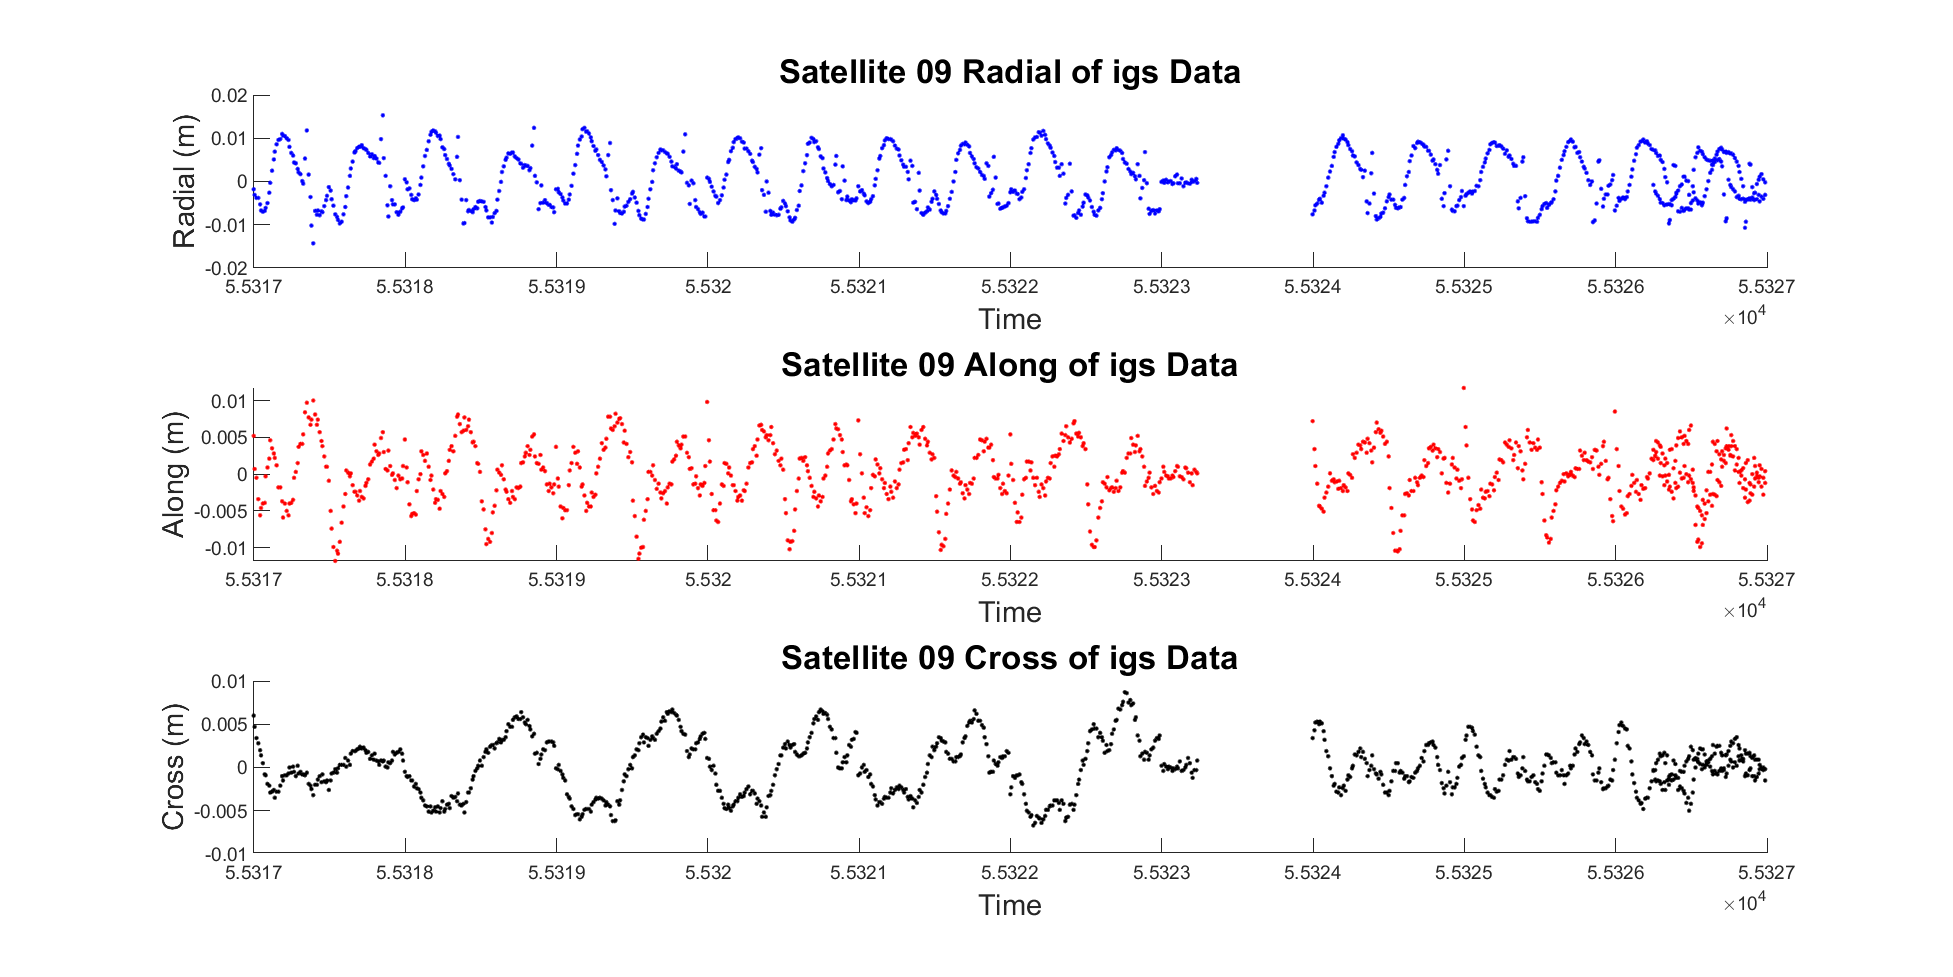 Satellite 09 Radial of igs Data
Radial (m)
0.02
0.01
0
-0.01
-0.02
5.5317 5.5318 5.5319 5.532 5.5321 5.5322 5.5323 5.5324 5.5325 5.5326 5.5327
Time
×10^4
Satellite 09 Along of igs Data
Along (m)
0.01
0.005
0
-0.005
-0.01
5.5317 5.5318 5.5319 5.532 5.5321 5.5322 5.5323 5.5324 5.5325 5.5326 5.5327
Time
×10^4
Satellite 09 Cross of igs Data
Cross (m)
0.01
0.005
0
-0.005
-0.01
5.5317 5.5318 5.5319 5.532 5.5321 5.5322 5.5323 5.5324 5.5325 5.5326 5.5327
Time
×10^4